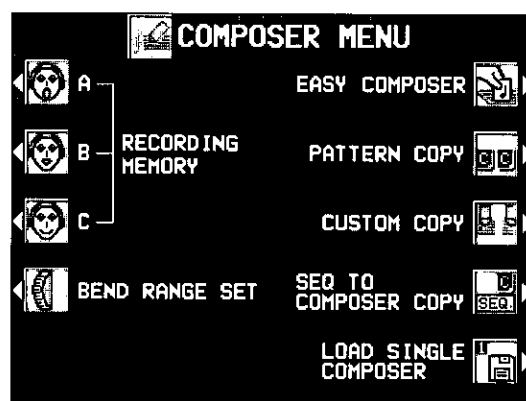 COMPOSER MENU
A
B
C
RECORDING
MEMORY
BEND RANGE SET
EASY COMPOSER
PATTERN COPY
CUSTOM COPY
SEQ TO
COMPOSER COPY
SEQ.
LOAD SINGLE
COMPOSER
1